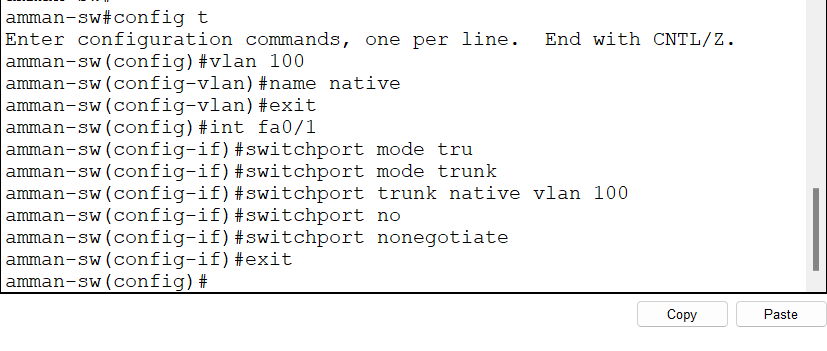 amman-sw#config t
Enter configuration commands, one per line.  End with CNTL/Z.
amman-sw(config)#vlan 100
amman-sw(config-vlan)#name native
amman-sw(config-vlan)#exit
amman-sw(config)#int fa0/1
amman-sw(config-if)#switchport mode tru
amman-sw(config-if)#switchport mode trunk
amman-sw(config-if)#switchport trunk native vlan 100
amman-sw(config-if)#switchport no
amman-sw(config-if)#switchport nonegotiate
amman-sw(config-if)#exit
amman-sw(config)#
Copy Paste